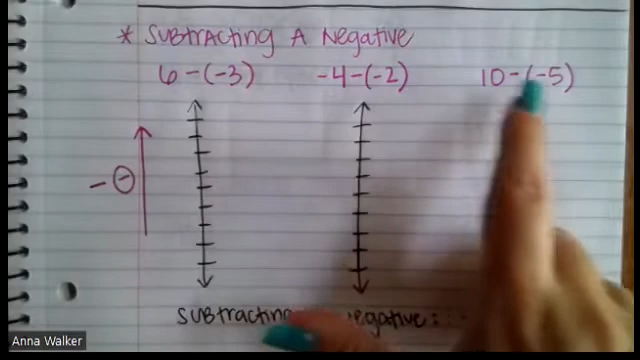 * Subtracting A Negative
6-(-3) -4-(-2) 10-(-5)
- ⊖
Subtracting negative:
Anna Walker